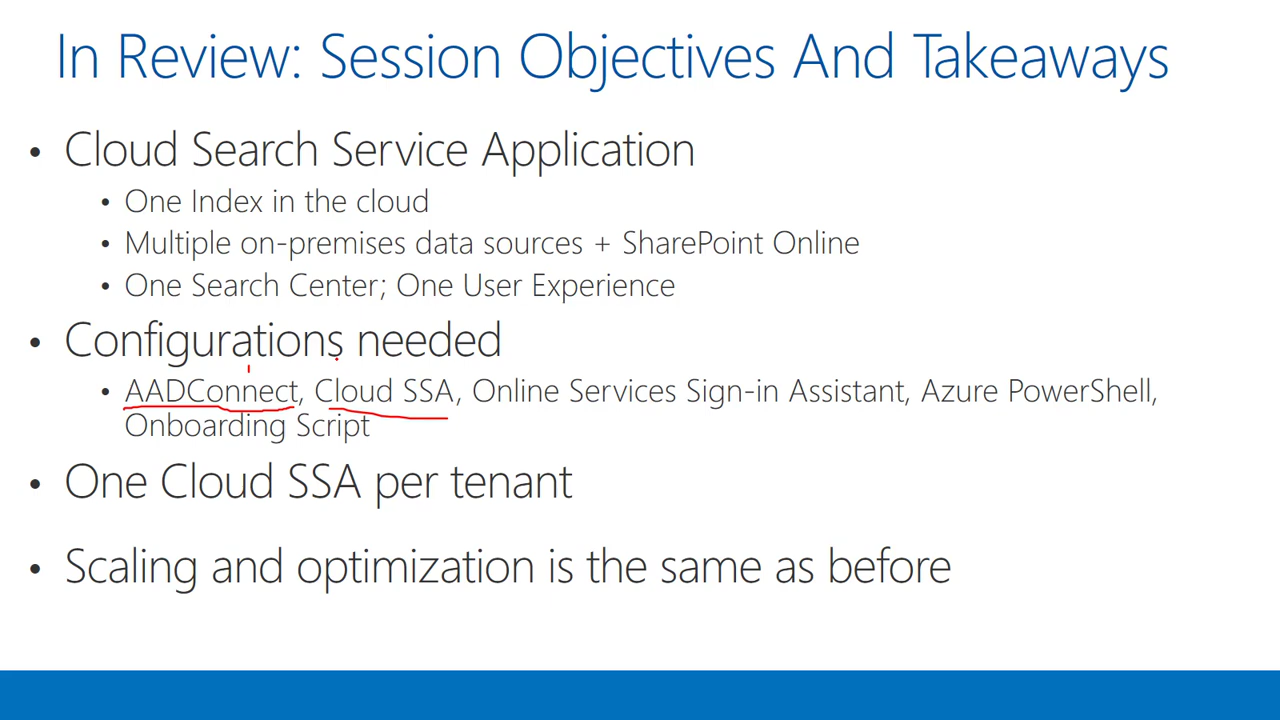 In Review: Session Objectives And Takeaways
• Cloud Search Service Application
• One Index in the cloud
• Multiple on-premises data sources + SharePoint Online
• One Search Center; One User Experience
• Configurations needed
• AADConnect, Cloud SSA, Online Services Sign-in Assistant, Azure PowerShell,
Onboarding Script
• One Cloud SSA per tenant
• Scaling and optimization is the same as before